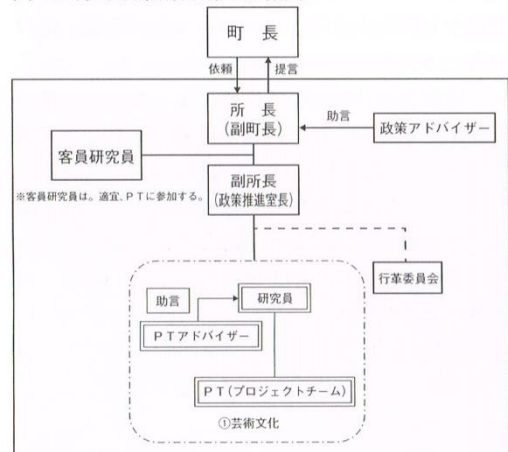 町 長
依頼
提言
所 長
(副町長)
助言
政策アドバイザー
客員研究員
※客員研究員は。適宜、PTに参加する。
副所長
(政策推進室長)
行革委員会
助言
研究員
PTアドバイザー
PT(プロジェクトチーム)
①芸術文化